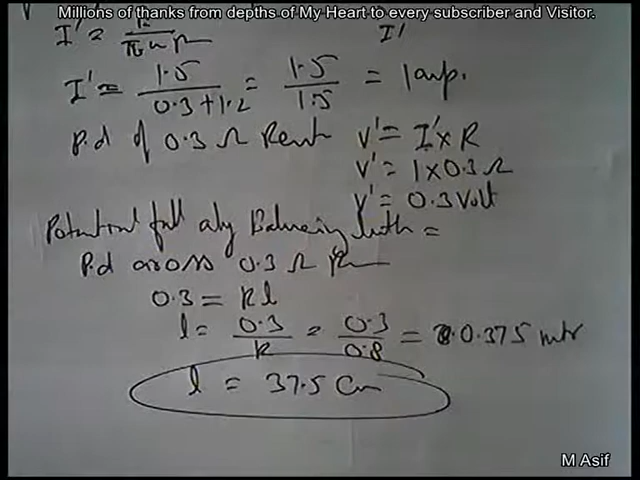 Millions of thanks from depths of My Heart to every subscriber and Visitor.
I' =
I'
I' = 1.5 / 0.3+1.2 = 1.5 / 1.5 = 1 amp.
P.d of 0.3 Ω V' = I' x R
V' = 1 x 0.3 Ω
V' = 0.3 Volt
Potential fall along Balancing length =
P.d across 0.3 Ω
0.3 = K l
l = 0.3 / K = 0.3 / 0.8 = 0.375 mtr
l = 37.5 Cm
M Asif